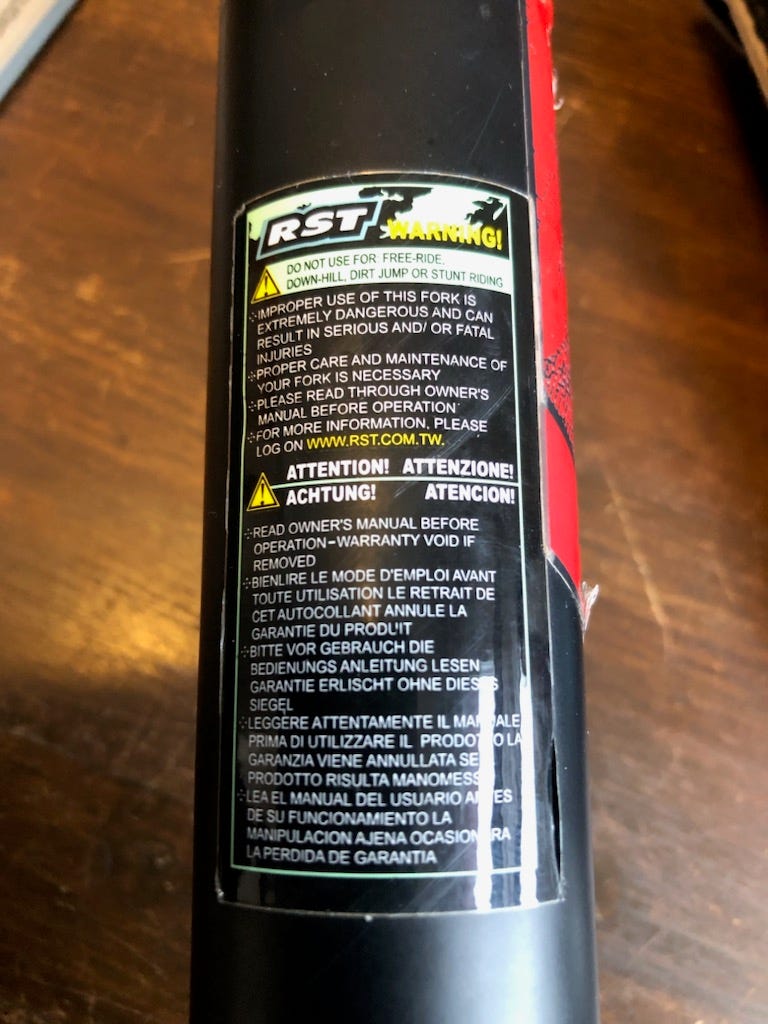 RST
WARNING!
DO NOT USE FOR: FREE-RIDE,
DOWN-HILL, DIRT JUMP OR STUNT RIDING
IMPROPER USE OF THIS FORK IS
EXTREMELY DANGEROUS AND CAN
RESULT IN SERIOUS AND/ OR FATAL
INJURIES
PROPER CARE AND MAINTENANCE OF
YOUR FORK IS NECESSARY
PLEASE READ THROUGH OWNER'S
MANUAL BEFORE OPERATION
FOR MORE INFORMATION, PLEASE
LOG ON WWW.RST.COM.TW.
ATTENTION! ATTENZIONE!
ACHTUNG! ATENCION!
READ OWNER'S MANUAL BEFORE
OPERATION-WARRANTY VOID IF
REMOVED
BIENLIRE LE MODE D'EMPLOI AVANT
TOUTE UTILISATION LE RETRAIT DE
CET AUTOCOLLANT ANNULE LA
GARANTIE DU PRODU'IT
BITTE VOR GEBRAUCH DIE
BEDIENUNGS ANLEITUNG LESEN
GARANTIE ERLISCHT OHNE DIESES
SIEGEL
LEGGERE ATTENTAMENTE IL MANUALE
PRIMA DI UTILIZZARE IL PRODOTTO LA
GARANZIA VIENE ANNULLATA SE
PRODOTTO RISULTA MANOMESSO
LEA EL MANUAL DEL USUARIO ANTES
DE SU FUNCIONAMIENTO LA
MANIPULACION AJENA OCASIONARA
LA PERDIDA DE GARANTIA